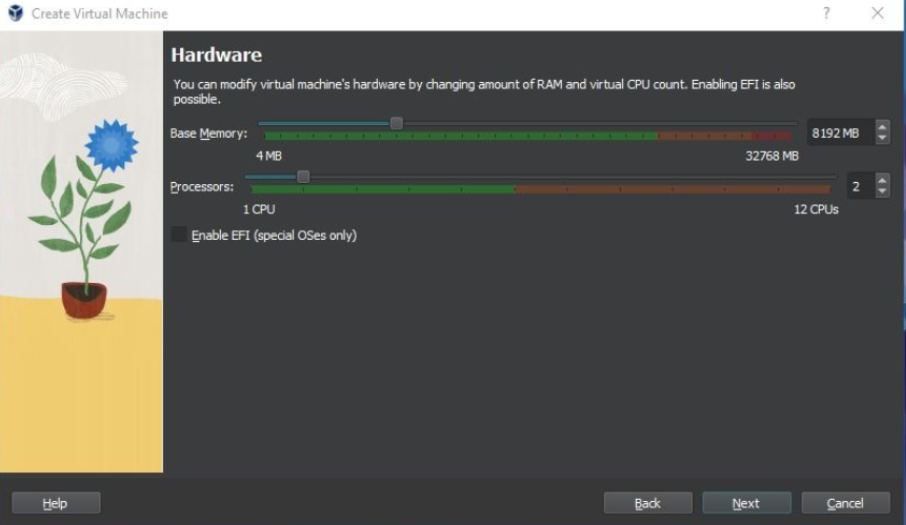 Create Virtual Machine
?
Hardware
You can modify virtual machine's hardware by changing amount of RAM and virtual CPU count. Enabling EFI is also
possible.
Base Memory: 8192 MB
4 MB 32768 MB
Processors: 2
1 CPU 12 CPUs
Enable EFI (special OSes only)
Help Back Next Cancel